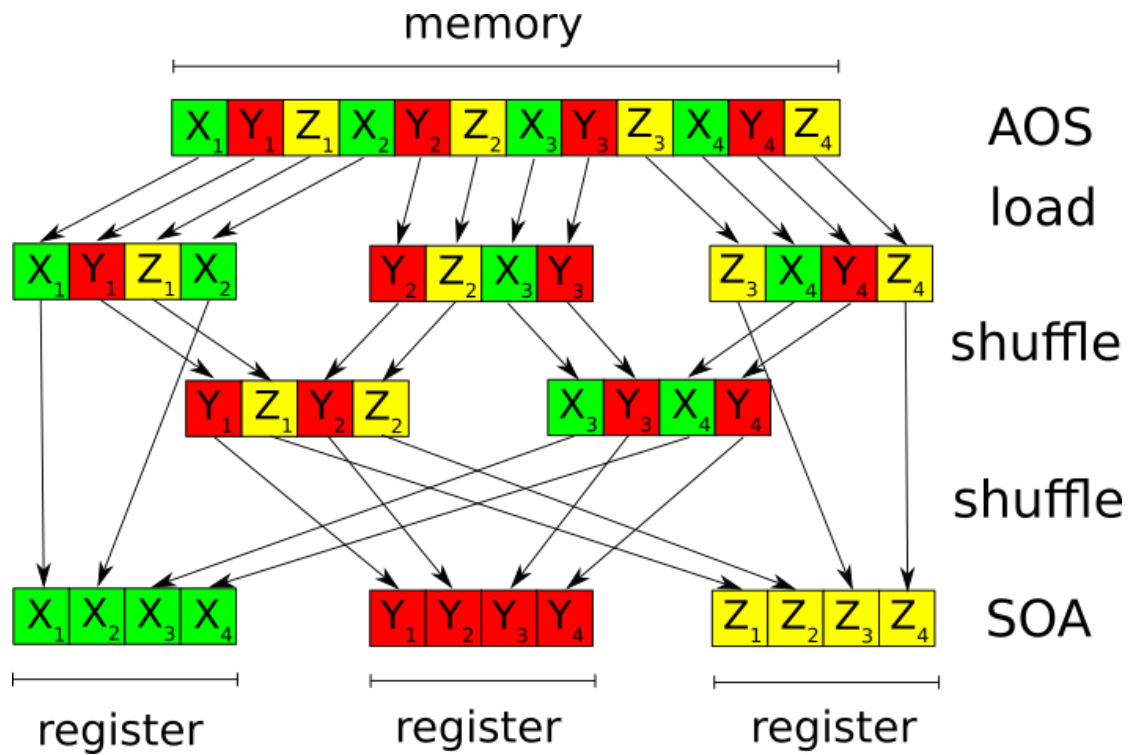 memory
X1 Y1 Z1 X2 Y2 Z2 X3 Y3 Z3 X4 Y4 Z4 AOS
load
X1 Y1 Z1 X2 Y2 Z2 X3 Y3 Z3 X4 Y4 Z4
shuffle
Y1 Z1 Y2 Z2 X3 Y3 X4 Y4
shuffle
X1 X2 X3 X4 Y1 Y2 Y3 Y4 Z1 Z2 Z3 Z4 SOA
register register register